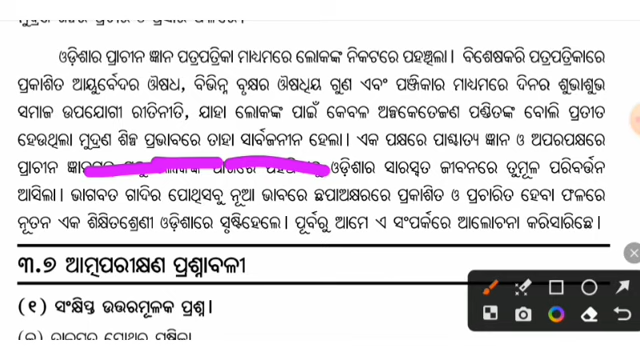 ଓଡ଼ିଶାର ପ୍ରାଚୀନ ଜ୍ଞାନ ପତ୍ରପତ୍ରିକା ମାଧ୍ୟମରେ ଲୋକଙ୍କ ନିକଟରେ ପହଞ୍ଚିଲା। ବିଶେଷକରି ପତ୍ରପତ୍ରିକାରେ
ପ୍ରକାଶିତ ଆୟୁର୍ବେଦର ଔଷଧ, ବିଭିନ୍ନ ବୃକ୍ଷର ଔଷଧିୟ ଗୁଣ ଏବଂ ପଞ୍ଜିକାର ମାଧ୍ୟମରେ ଦିନର ଶୁଭାଶୁଭ
ସମାଜ ଉପଯୋଗୀ ରୀତିନୀତି, ଯାହା ଲୋକଙ୍କ ପାଇଁ କେବଳ ଅଳ୍ପକେତେଜଣ ପଣ୍ଡିତଙ୍କ ବୋଲି ପ୍ରତୀତ
ହେଉଥିଲା ମୁଦ୍ରଣ ଶିଳ୍ପ ପ୍ରଭାବରେ ତାହା ସାର୍ବଜନୀନ ହେଲା। ଏକ ପକ୍ଷରେ ପାଶ୍ଚାତ୍ୟ ଜ୍ଞାନ ଓ ଅପରପକ୍ଷରେ
ପ୍ରାଚୀନ ଓଡ଼ିଶାର ସାରସ୍ୱତ ଜୀବନରେ ତୁମୂଳ ପରିବର୍ତ୍ତନ
ଆସିଲା। ଭାଗବତ ଗାଦିର ପୋଥିସବୁ ନୂଆ ଭାବରେ ଛପାଅକ୍ଷରରେ ପ୍ରକାଶିତ ଓ ପ୍ରଚାରିତ ହେବା ଫଳରେ
ନୂତନ ଏକ ଶିକ୍ଷିତଶ୍ରେଣୀ ଓଡ଼ିଶାରେ ସୃଷ୍ଟିହେଲେ। ପୂର୍ବରୁ ଆମେ ଏ ସଂପର୍କରେ ଆଲୋଚନା କରିସାରିଛେ।
୩.୭ ଆତ୍ମପରୀକ୍ଷଣ ପ୍ରଶ୍ନାବଳୀ
(୧) ସଂକ୍ଷିପ୍ତ ଉତ୍ତରମୂଳକ ପ୍ରଶ୍ନ।